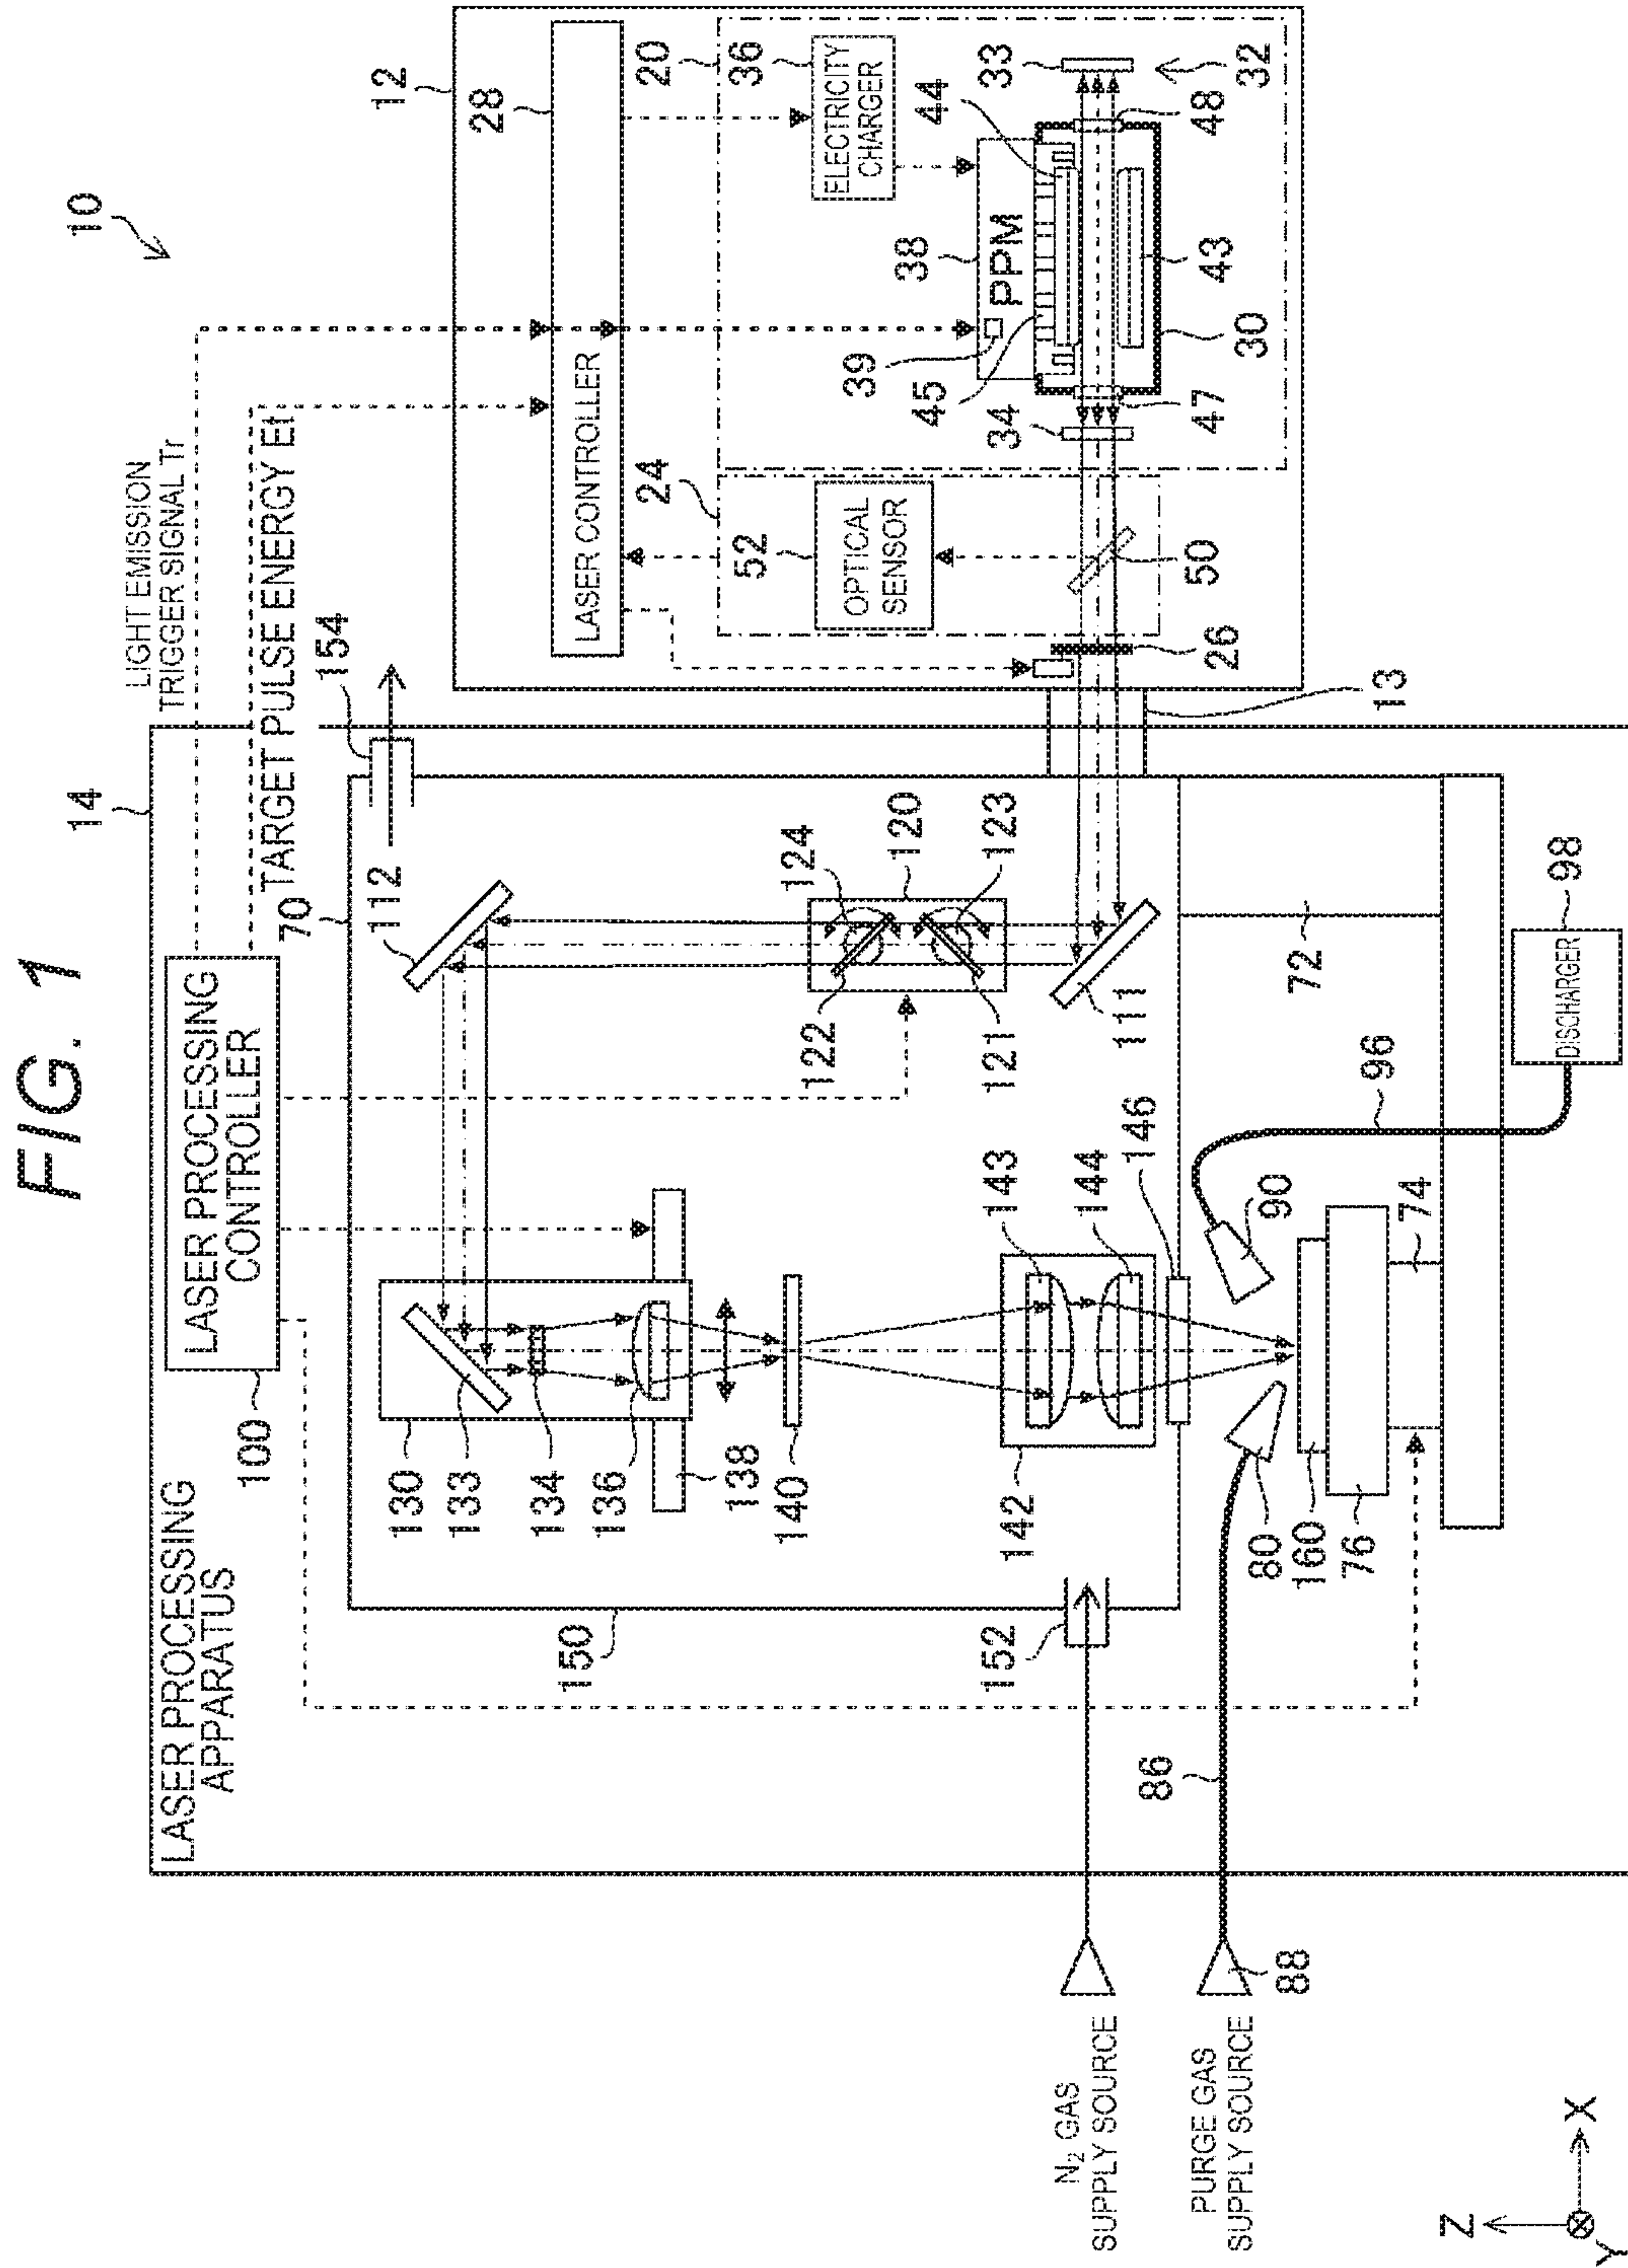 FIG. 1
10
LASER PROCESSING
APPARATUS
14
LASER PROCESSING
CONTROLLER
100
LIGHT EMISSION
TRIGGER SIGNAL Tr
TARGET PULSE ENERGY Et
70
154
112
12
28
LASER CONTROLLER
20
36
ELECTRICITY
CHARGER
24
52
OPTICAL
SENSOR
38
PPM
39
45
44
33
34
32
48
47
30
43
50
26
13
150
130
133
134
136
138
140
142
143
144
146
152
124
120
123
122
121
111
72
98
DISCHARGER
96
90
74
80
160
76
86
88
N2 GAS
SUPPLY SOURCE
PURGE GAS
SUPPLY SOURCE
Z
Y
X